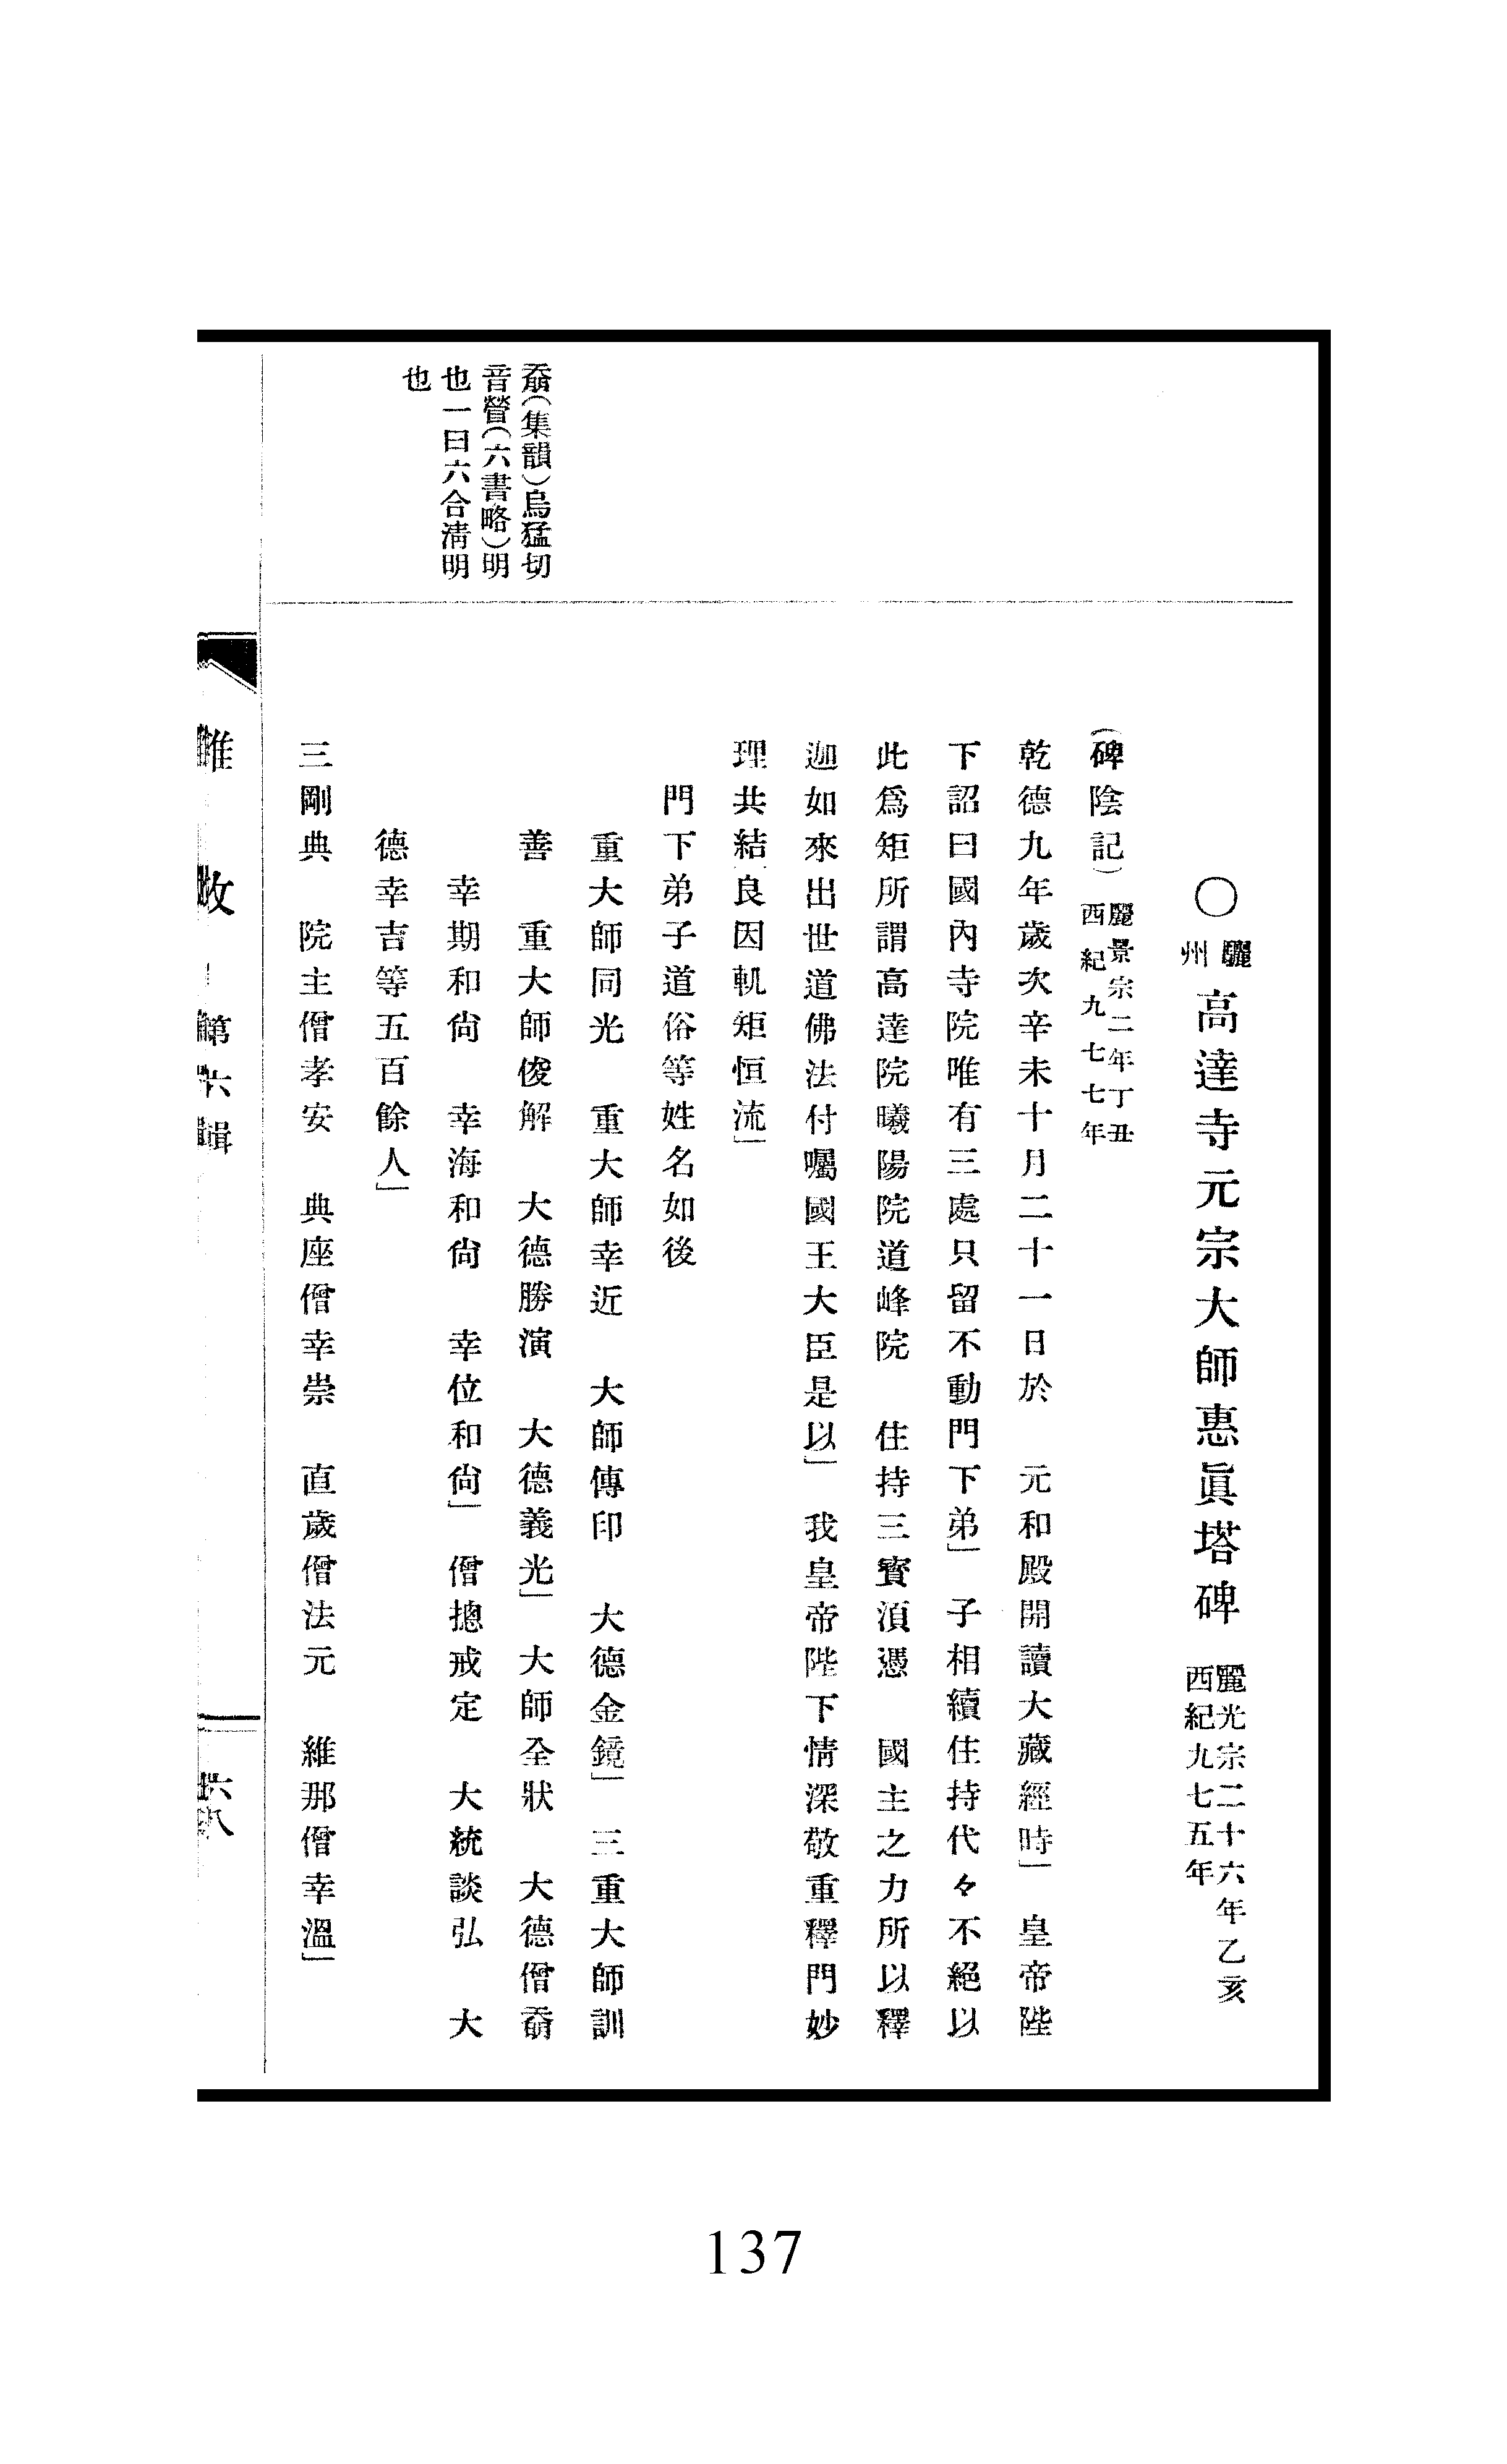 〇驪州 高達寺元宗大師惠眞塔碑 麗光宗二十六年乙亥 西紀九七五年
(碑陰記) 麗景宗二年丁丑 西紀九七七年
乾德九年歲次辛未十月二十一日於 元和殿開讀大藏經時」 皇帝陛
下詔曰國內寺院唯有三處只留不動門下弟」子相續住持代々不絕以
此爲矩所謂高達院曦陽院道峰院 住持三寶湏憑 國主之力所以釋
迦如來出世道佛法付囑國王大臣是以」我皇帝陛下情深敬重釋門妙
理共結良因軌矩恒流」
門下弟子道俗等姓名如後
重大師同光 重大師幸近 大師傳印 大德金鏡」 三重大師訓
善 重大師俊解 大德勝演 大德義光」 大師全狀 大德僧奣
幸期和尙 幸海和尙 幸位和尙」僧摠戒定 大統談弘 大
德幸吉等五百餘人」
三剛典 院主僧孝安 典座僧幸崇 直歲僧法元 維那僧幸溫」
奣(集韻)烏猛切
音𥌾(六書略)明
也一曰六合淸明
也
第六輯
六八
137